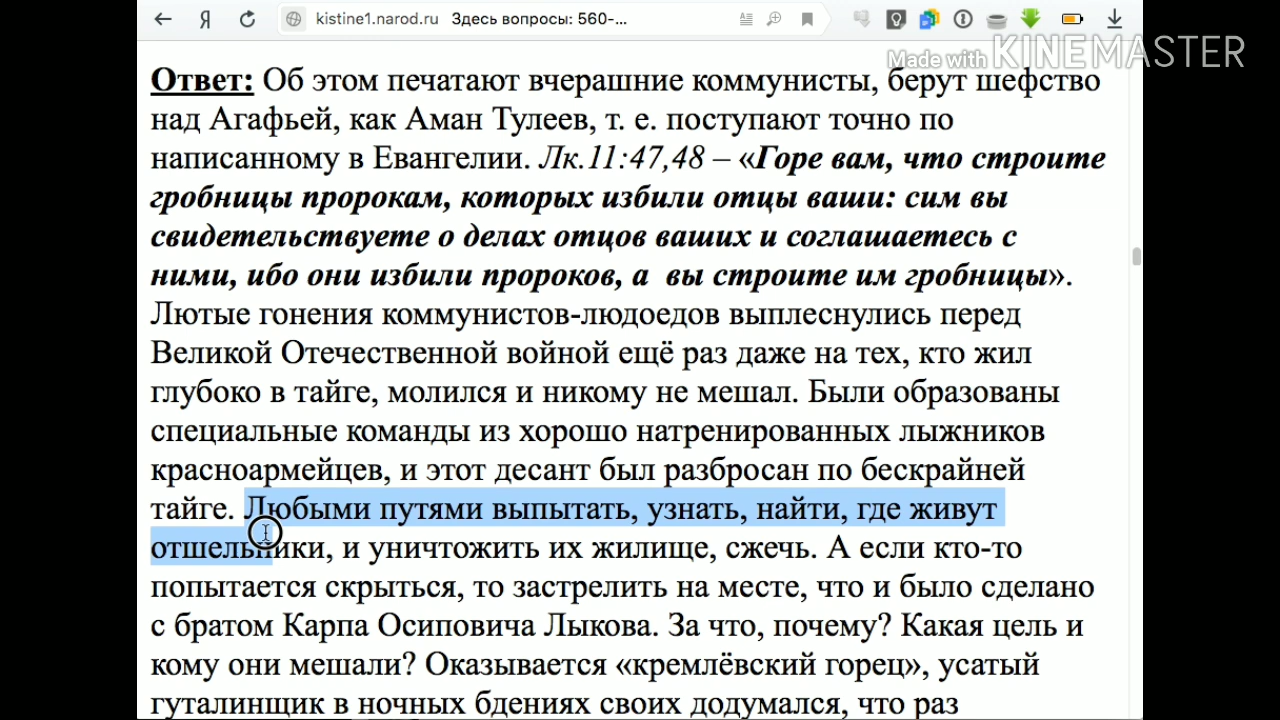 kistine1.narod.ru Здесь вопросы: 560-...
Made with KINEMASTER
Ответ: Об этом печатают вчерашние коммунисты, берут шефство
над Агафьей, как Аман Тулеев, т. е. поступают точно по
написанному в Евангелии. Лк.11:47,48 – «Горе вам, что строите
гробницы пророкам, которых избили отцы ваши: сим вы
свидетельствуете о делах отцов ваших и соглашаетесь с
ними, ибо они избили пророков, а  вы строите им гробницы».
Лютые гонения коммунистов-людоедов выплеснулись перед
Великой Отечественной войной ещё раз даже на тех, кто жил
глубоко в тайге, молился и никому не мешал. Были образованы
специальные команды из хорошо натренированных лыжников
красноармейцев, и этот десант был разбросан по бескрайней
тайге. Любыми путями выпытать, узнать, найти, где живут
отшельники, и уничтожить их жилище, сжечь. А если кто-то
попытается скрыться, то застрелить на месте, что и было сделано
с братом Карпа Осиповича Лыкова. За что, почему? Какая цель и
кому они мешали? Оказывается «кремлёвский горец», усатый
гуталинщик в ночных бдениях своих додумался, что раз